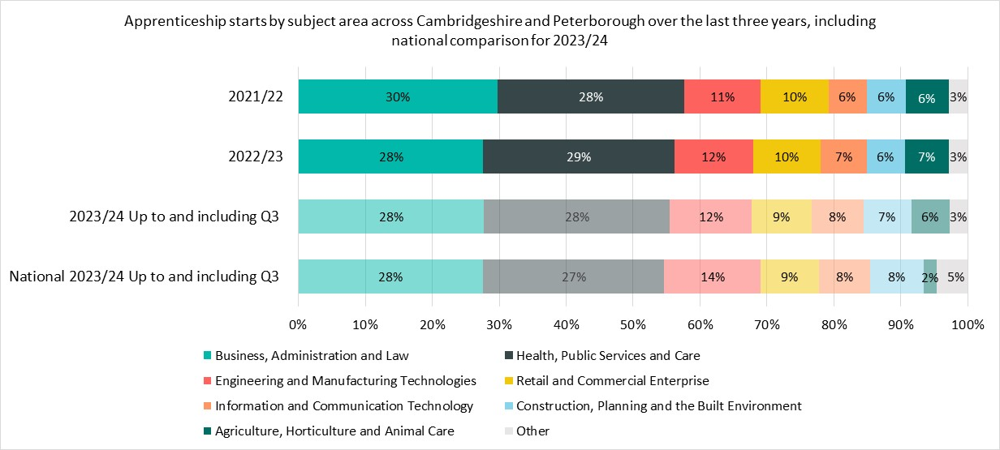 Apprenticeship starts by subject area across Cambridgeshire and Peterborough over the last three years, including
national comparison for 2023/24
2021/22 30% 28% 11% 10% 6% 6% 6% 3%
2022/23 28% 29% 12% 10% 7% 6% 7% 3%
2023/24 Up to and including Q3 28% 28% 12% 9% 8% 7% 6% 3%
National 2023/24 Up to and including Q3 28% 27% 14% 9% 8% 8% 2% 5%
0% 10% 20% 30% 40% 50% 60% 70% 80% 90% 100%
Business, Administration and Law Health, Public Services and Care
Engineering and Manufacturing Technologies Retail and Commercial Enterprise
Information and Communication Technology Construction, Planning and the Built Environment
Agriculture, Horticulture and Animal Care Other